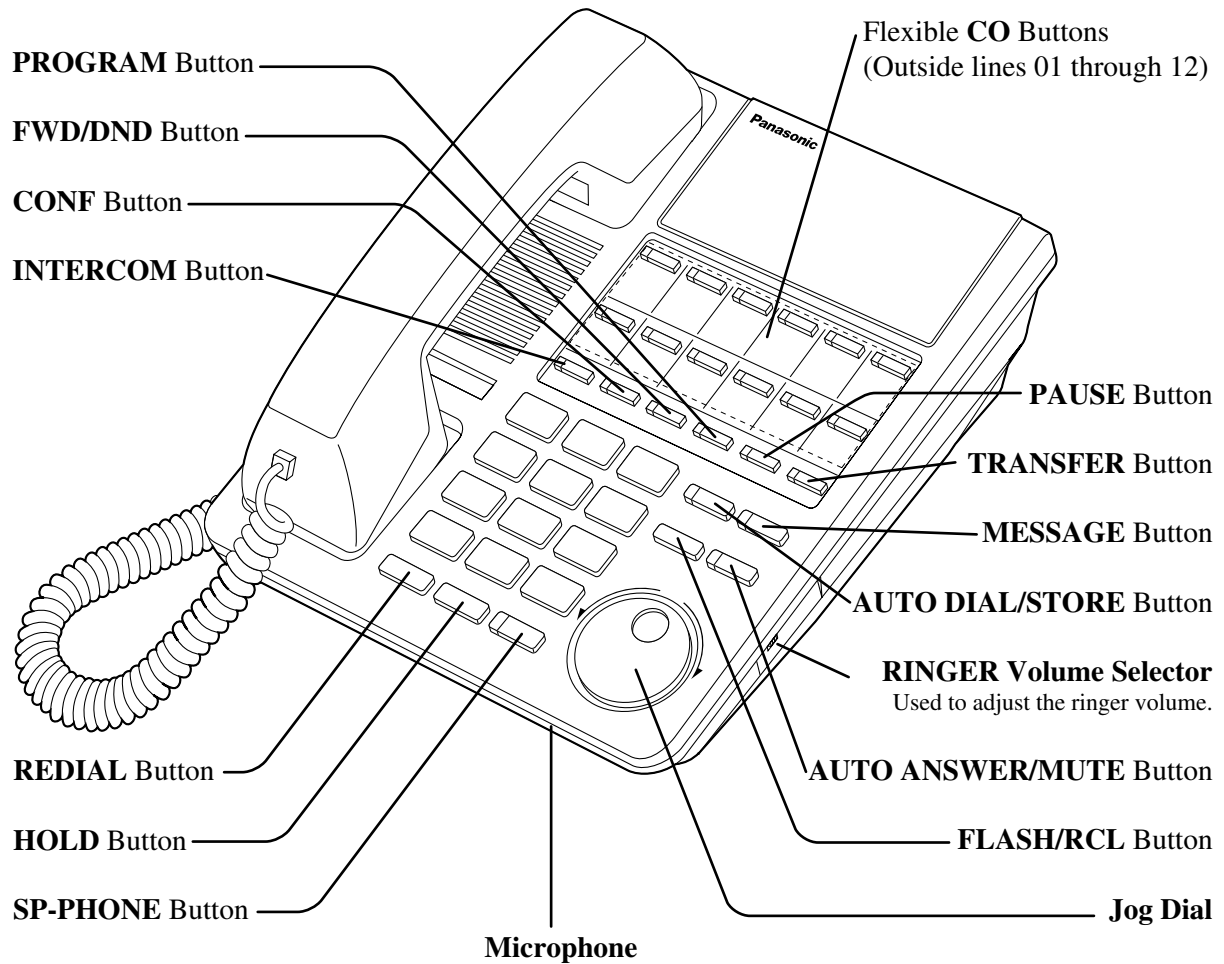 Flexible CO Buttons
(Outside lines 01 through 12)
PROGRAM Button
FWD/DND Button
CONF Button
INTERCOM Button
Panasonic
PAUSE Button
TRANSFER Button
MESSAGE Button
AUTO DIAL/STORE Button
RINGER Volume Selector
Used to adjust the ringer volume.
AUTO ANSWER/MUTE Button
FLASH/RCL Button
Jog Dial
REDIAL Button
HOLD Button
SP-PHONE Button
Microphone